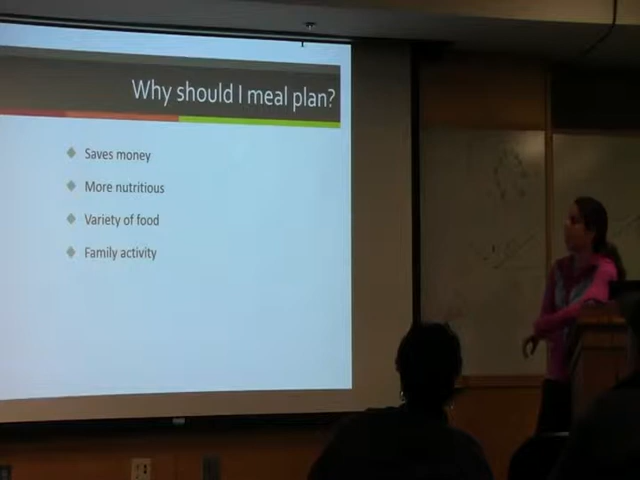 Why should I meal plan?
Saves money
More nutritious
Variety of food
Family activity